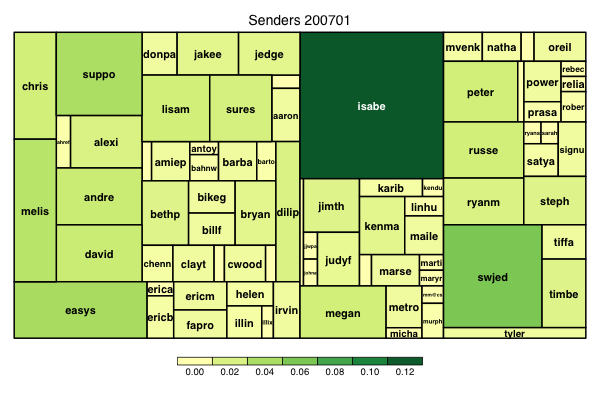 Senders 200701
chris
suppo
donpa
jakee
jedge
isabe
mvenk
natha
oreil
lisam
sures
aaron
peter
power
rebec
relia
rober
prasa
ahref
alexi
melis
amiep
antoy
bahnw
barba
barto
russe
ryana
sarah
satya
signu
andre
bethp
bikeg
billf
bryan
dilip
jimth
karib
kendu
kenma
linhu
maile
ryanm
steph
david
chenn
clayt
cwood
judyf
johna
marse
marti
maryr
swjed
tiffa
timbe
easys
erica
ericb
ericm
fapro
helen
illin
irvin
megan
metro
micha
murph
tyler
0.00
0.02
0.04
0.06
0.08
0.10
0.12